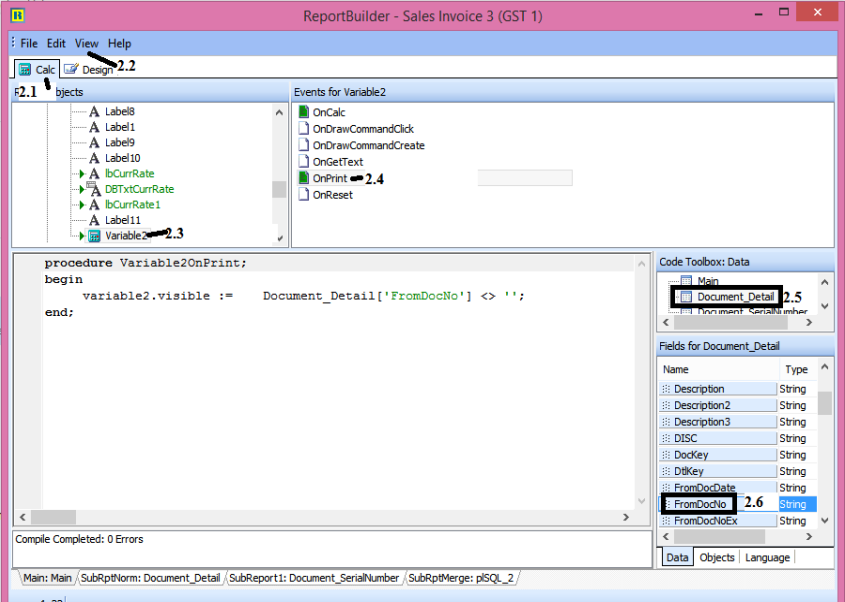 ReportBuilder - Sales Invoice 3 (GST 1)
File Edit View Help
Calc Design 2.2
2.1 bjects
Events for Variable2
Label8
Label1
Label9
Label10
lbCurrRate
DBTxtCurrRate
lbCurrRate1
Label11
Variable2 2.3
OnCalc
OnDrawCommandClick
OnDrawCommandCreate
OnGetText
OnPrint 2.4
OnReset
procedure Variable2OnPrint;
begin
variable2.visible := Document_Detail['FromDocNo'] <> '';
end;
Code Toolbox: Data
Main
Document_Detail 2.5
Document_SerialNumber
Fields for Document_Detail
Name Type
Description String
Description2 String
Description3 String
DISC String
DocKey String
DtlKey String
FromDocDate String
FromDocNo 2.6 String
FromDocNoEx String
Data Objects Language
Compile Completed: 0 Errors
Main: Main SubRptNorm: Document_Detail SubReport1: Document_SerialNumber SubRptMerge: plSQL_2